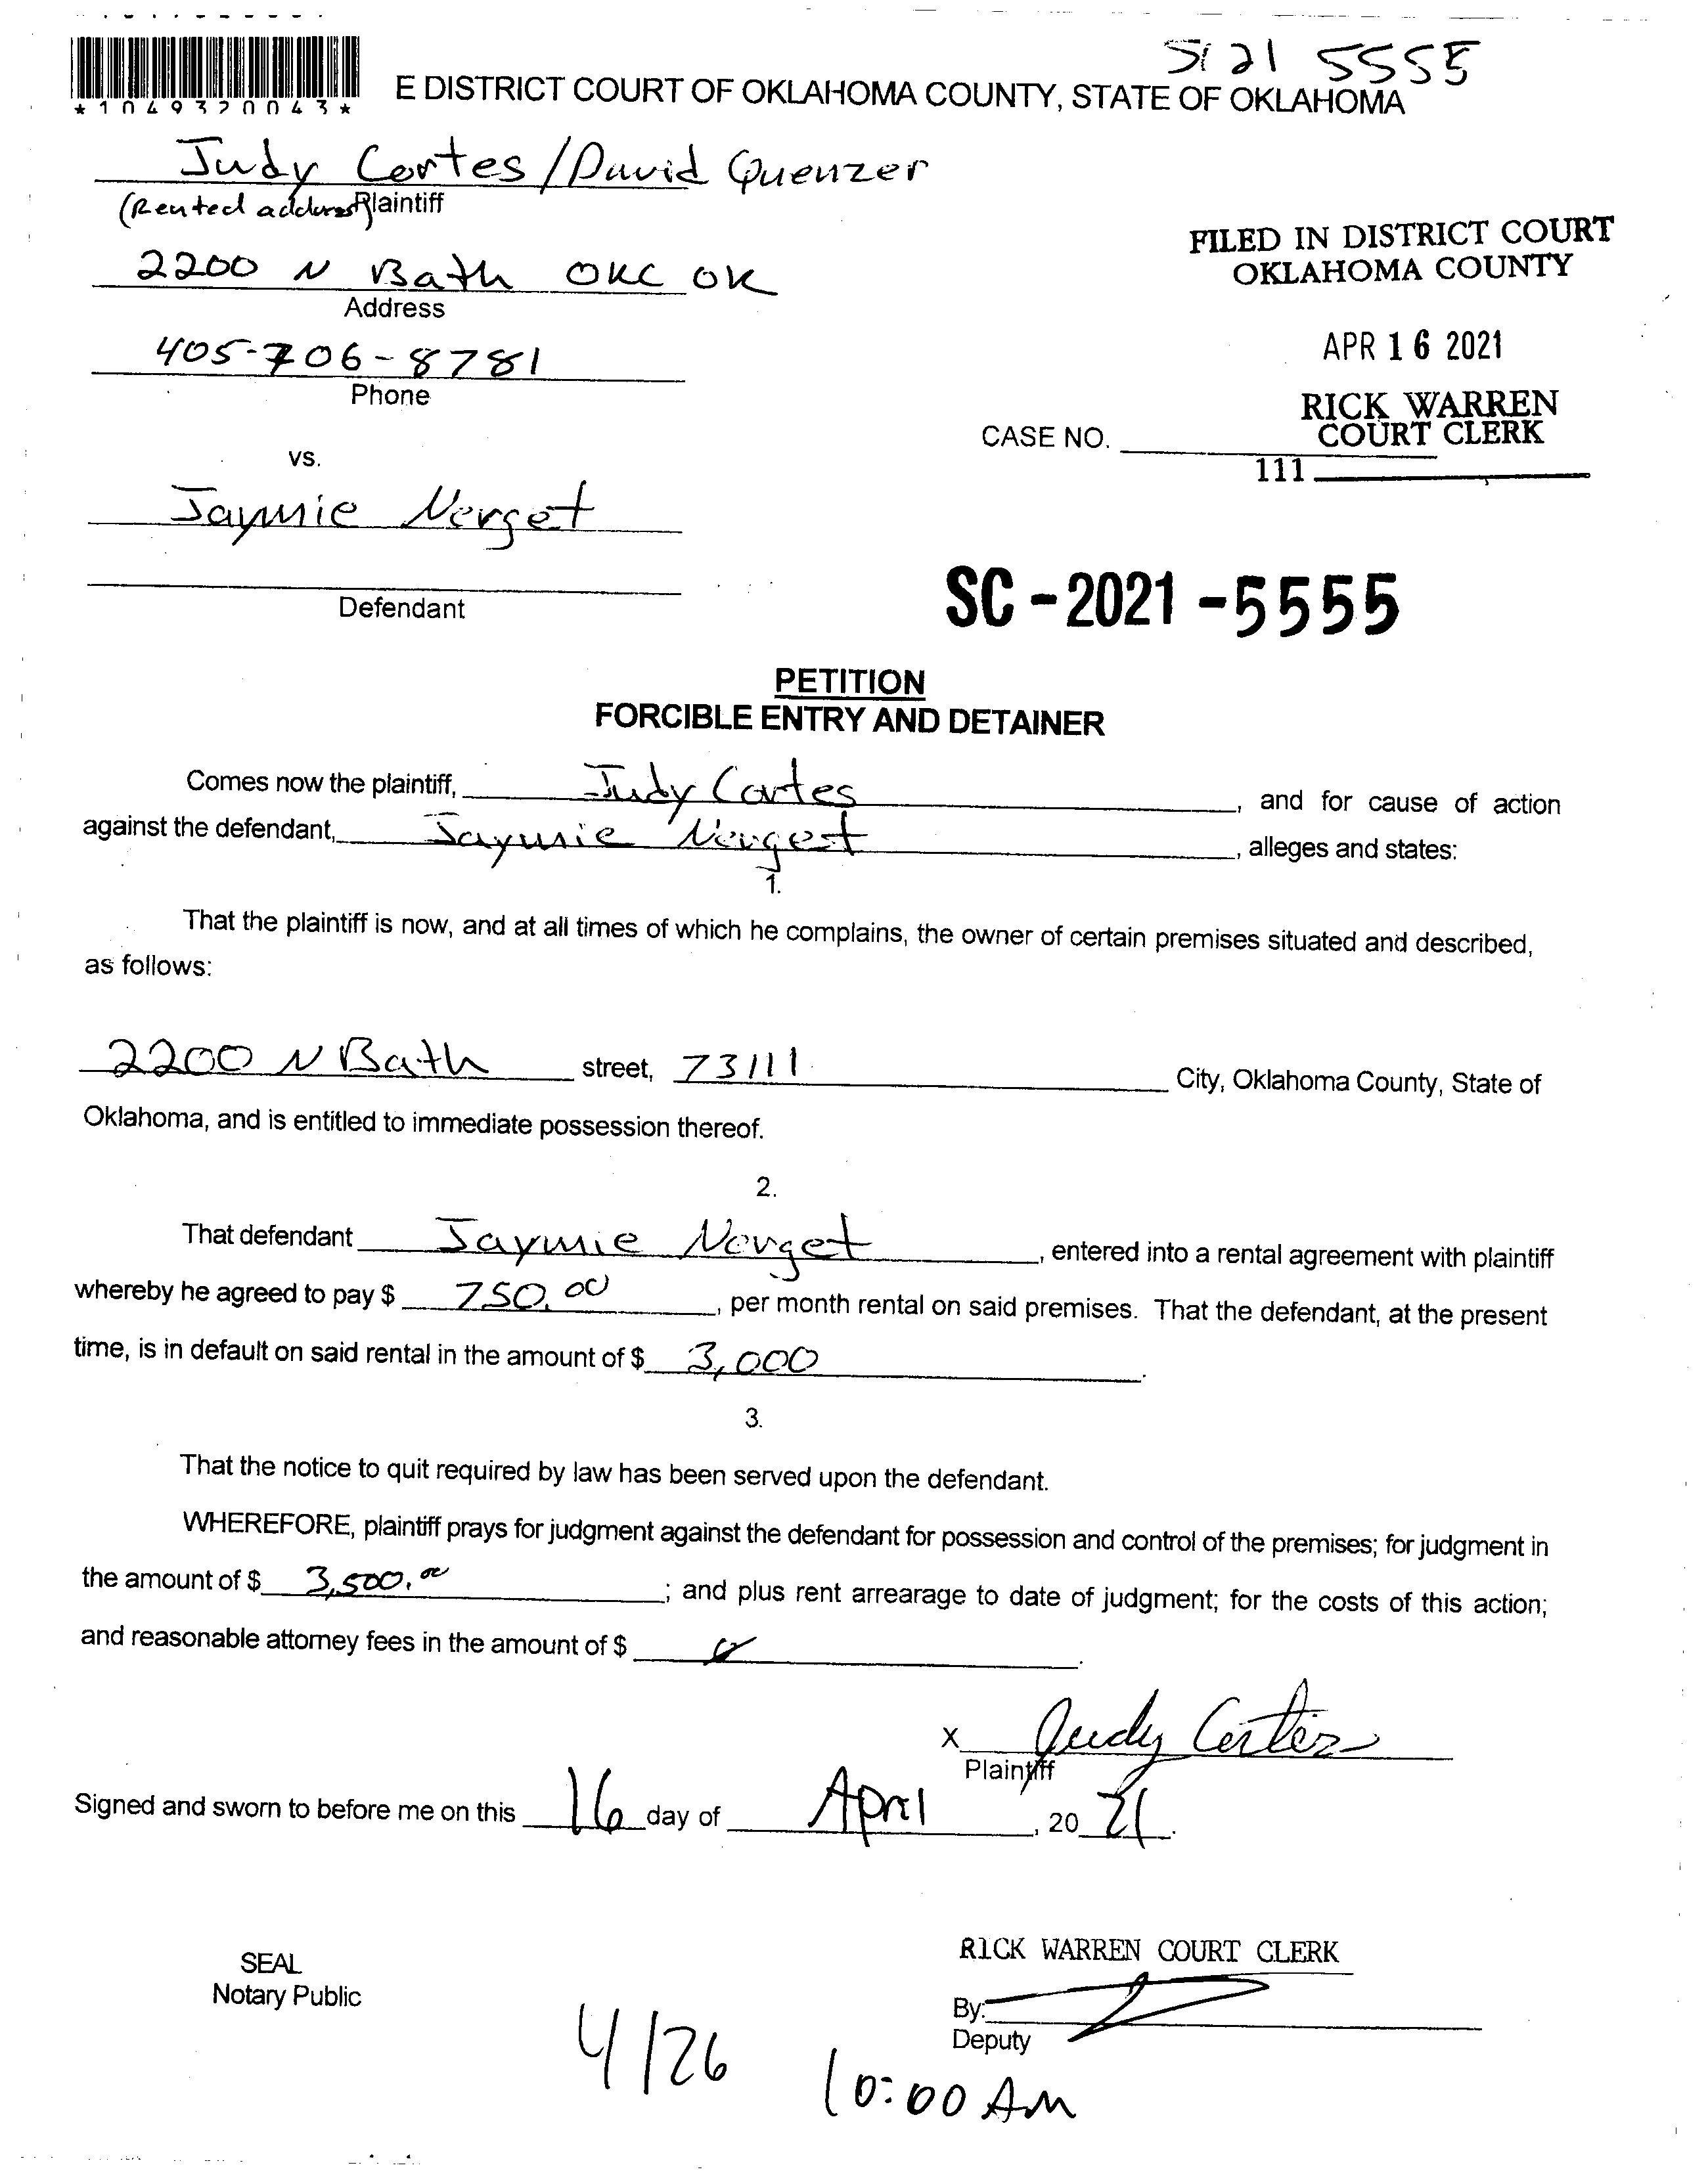 5121 5555
*1049320043*
E DISTRICT COURT OF OKLAHOMA COUNTY, STATE OF OKLAHOMA
Judy Cortes / David Quenzer
(Rented address) Plaintiff
2200 N Bath OKC OK
Address
405-706-8781
Phone
vs.
Jaymie Norget
Defendant
FILED IN DISTRICT COURT
OKLAHOMA COUNTY
APR 16 2021
RICK WARREN
COURT CLERK
CASE NO.
111
SC-2021-5555
PETITION
FORCIBLE ENTRY AND DETAINER
Comes now the plaintiff, Judy Cortes, and for cause of action
against the defendant, Jaymie Norget, alleges and states:
1.
That the plaintiff is now, and at all times of which he complains, the owner of certain premises situated and described,
as follows:
2200 N Bath street, 73111 City, Oklahoma County, State of
Oklahoma, and is entitled to immediate possession thereof.
2.
That defendant Jaymie Norget, entered into a rental agreement with plaintiff
whereby he agreed to pay $ 750.00, per month rental on said premises. That the defendant, at the present
time, is in default on said rental in the amount of $ 3,000.
3.
That the notice to quit required by law has been served upon the defendant.
WHEREFORE, plaintiff prays for judgment against the defendant for possession and control of the premises; for judgment in
the amount of $ 3,500.00; and plus rent arrearage to date of judgment; for the costs of this action;
and reasonable attorney fees in the amount of $
x Judy Cortes
Plaintiff
Signed and sworn to before me on this 16 day of April, 2021.
SEAL
Notary Public
RICK WARREN COURT CLERK
By:
Deputy
4/26
10:00 AM